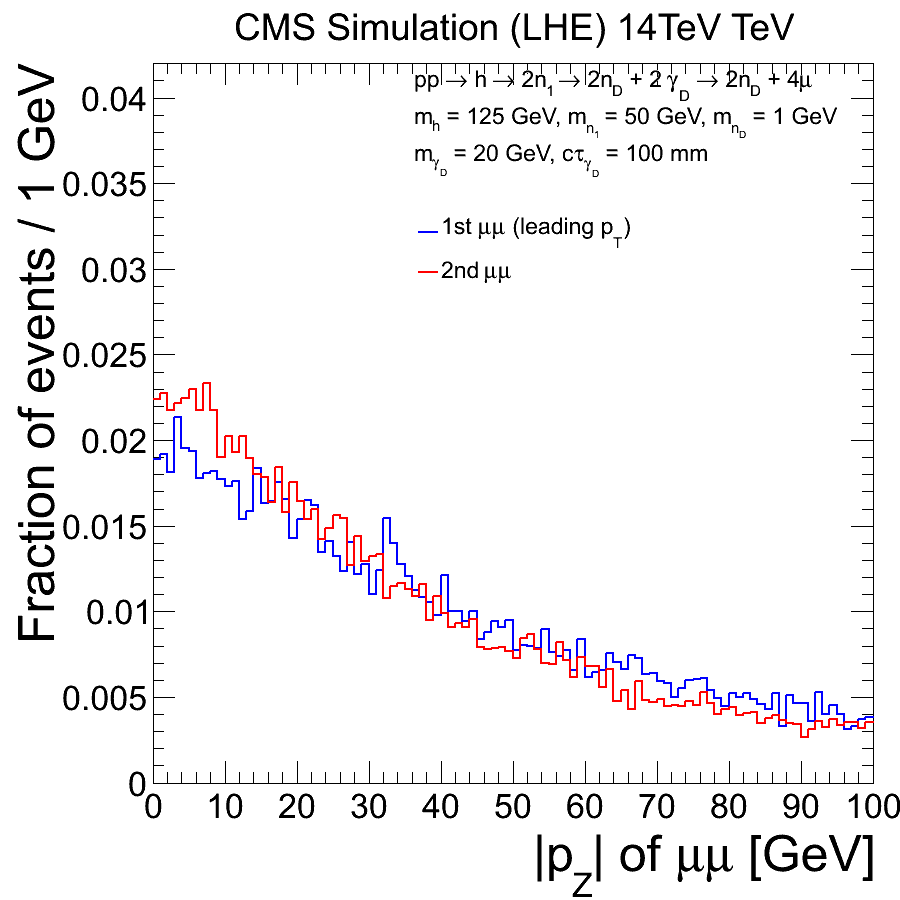 CMS Simulation (LHE) 14TeV TeV
pp → h → 2n₁ → 2n_D + 2 γ_D → 2n_D + 4μ
m_h = 125 GeV, m_n₁ = 50 GeV, m_n_D = 1 GeV
m_γ_D = 20 GeV, cτ_γ_D = 100 mm
1st μμ (leading p_T)
2nd μμ
Fraction of events / 1 GeV
0.04
0.035
0.03
0.025
0.02
0.015
0.01
0.005
0
0 10 20 30 40 50 60 70 80 90 100
|p_Z| of μμ [GeV]